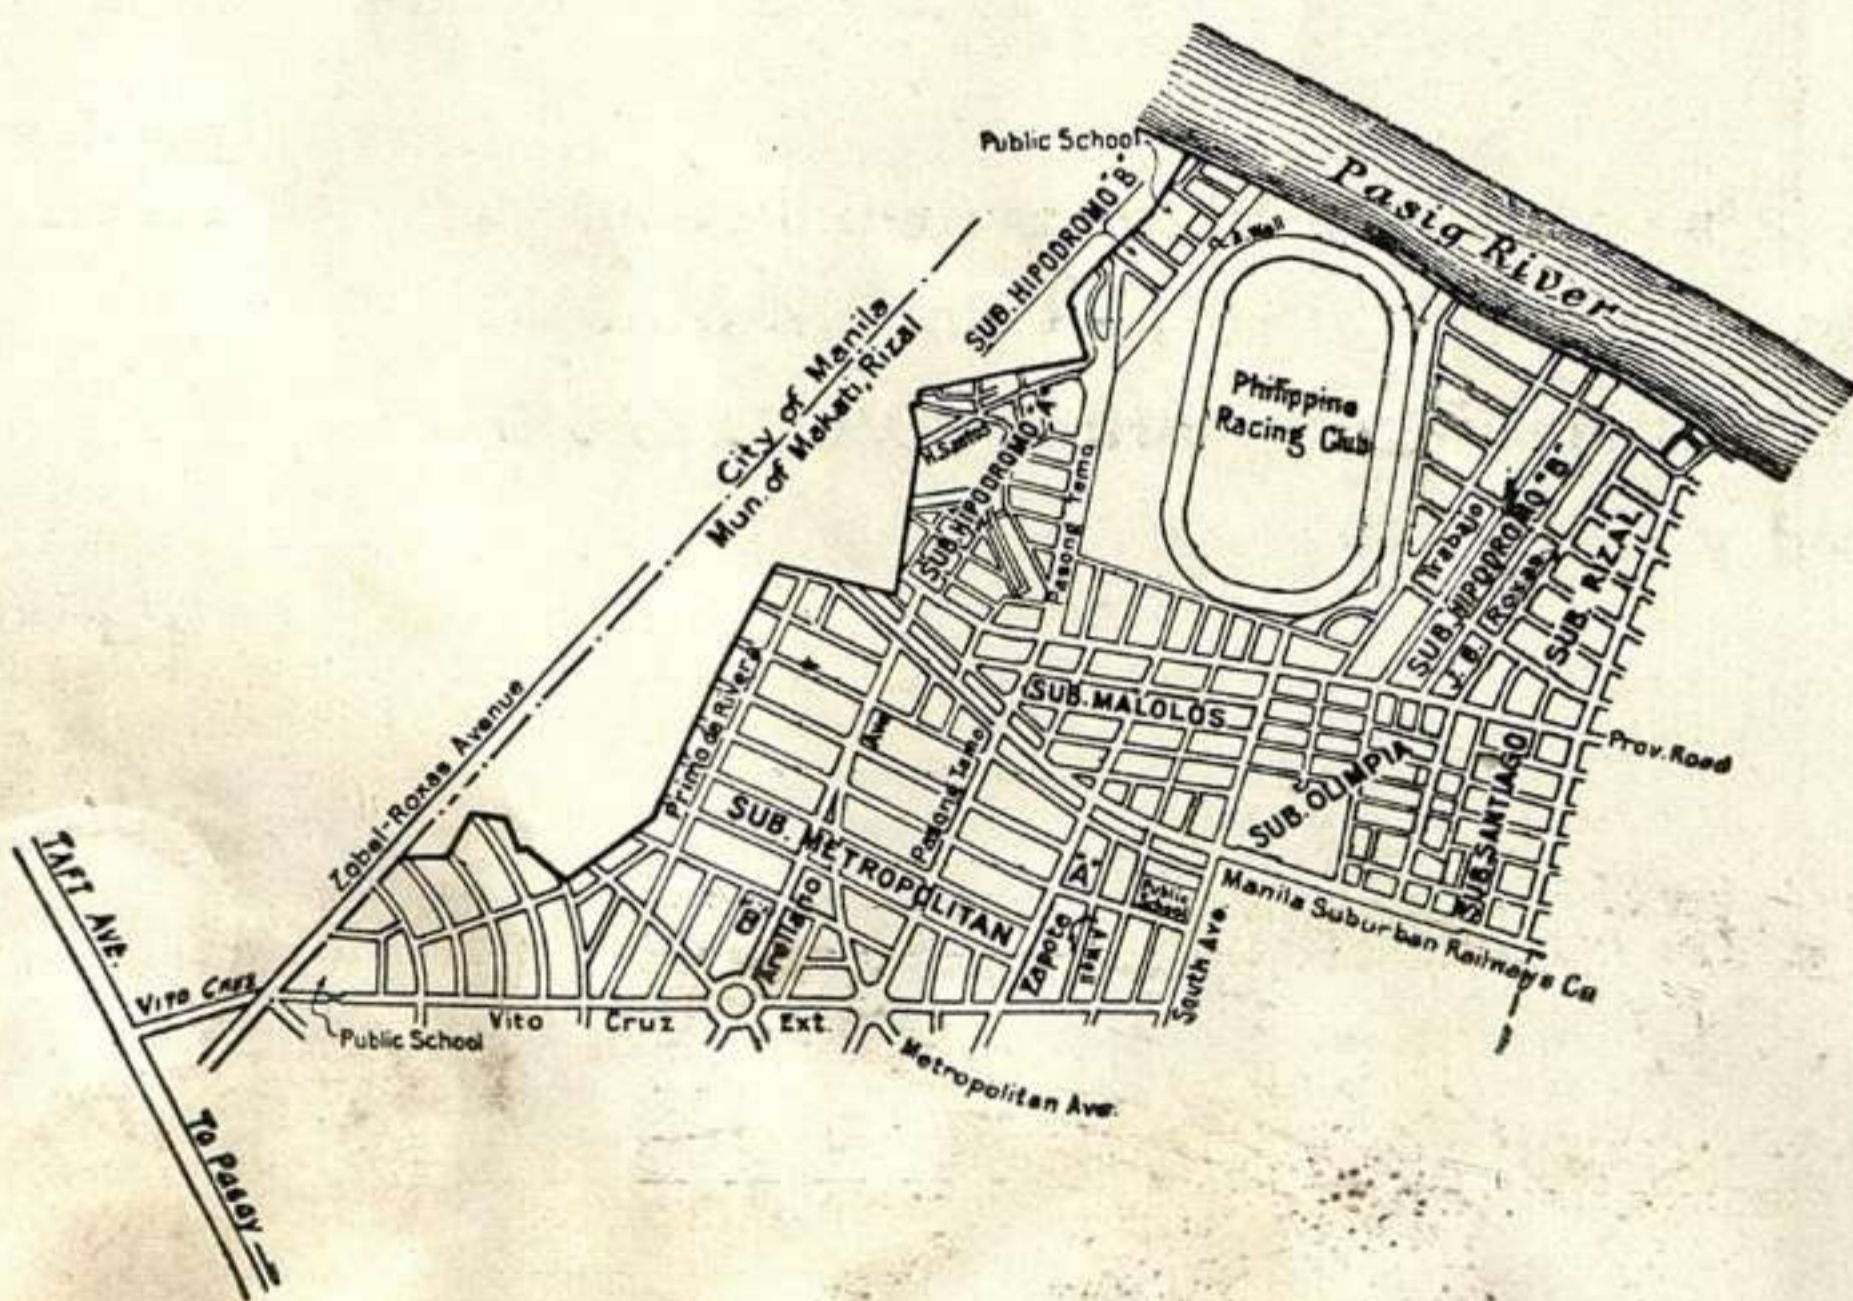 Public School
Pasig River
SUB. HIPODROMO "B"
City of Manila
Mun. of Makati, Rizal
Philippine
Racing Club
H. Santos
SUB. HIPODROMO "A"
Pasong Tamo
Trabajo
SUB. HIPODROMO "B"
J. B. Roxas
SUB. RIZAL
Zobel-Roxas Avenue
Primo de Rivera
Ave
Pasong Tamo
SUB. MALOLOS
SUB. OLIMPIA
SUB. SANTIAGO
Prov. Road
SUB. METROPOLITAN
"A"
"B"
Arellano
Zapote
Public
School
South Ave.
Manila Suburban Railways Co
TAFT AVE.
VITO CRUZ
Public School
Vito Cruz Ext.
Metropolitan Ave.
To Pasay